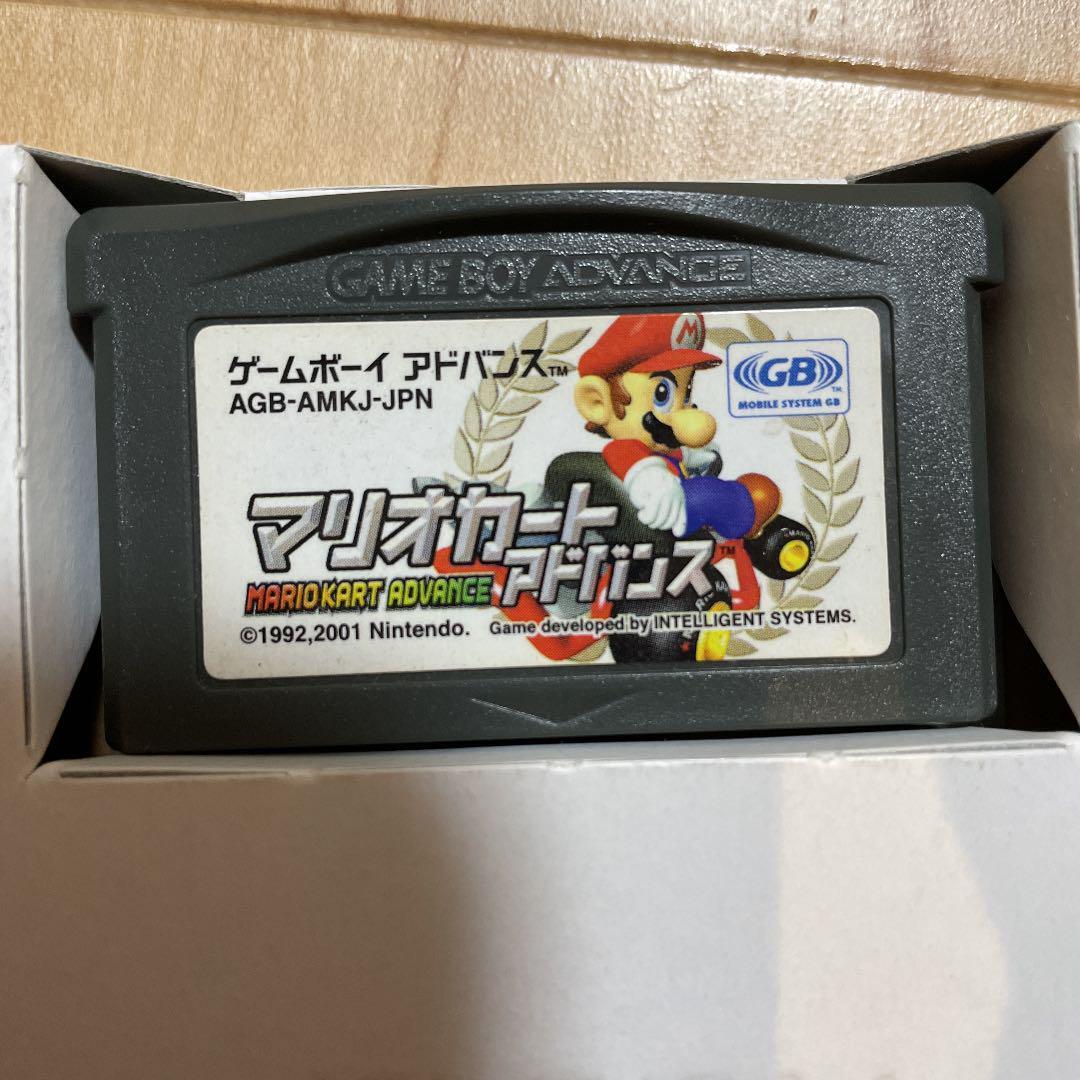 GAME BOY ADVANCE
ゲームボーイ アドバンス™
AGB-AMKJ-JPN
M
GB™
MOBILE SYSTEM GB
マリオカート
アドバンス™
MARIO KART ADVANCE
©1992,2001 Nintendo. Game developed by INTELLIGENT SYSTEMS.